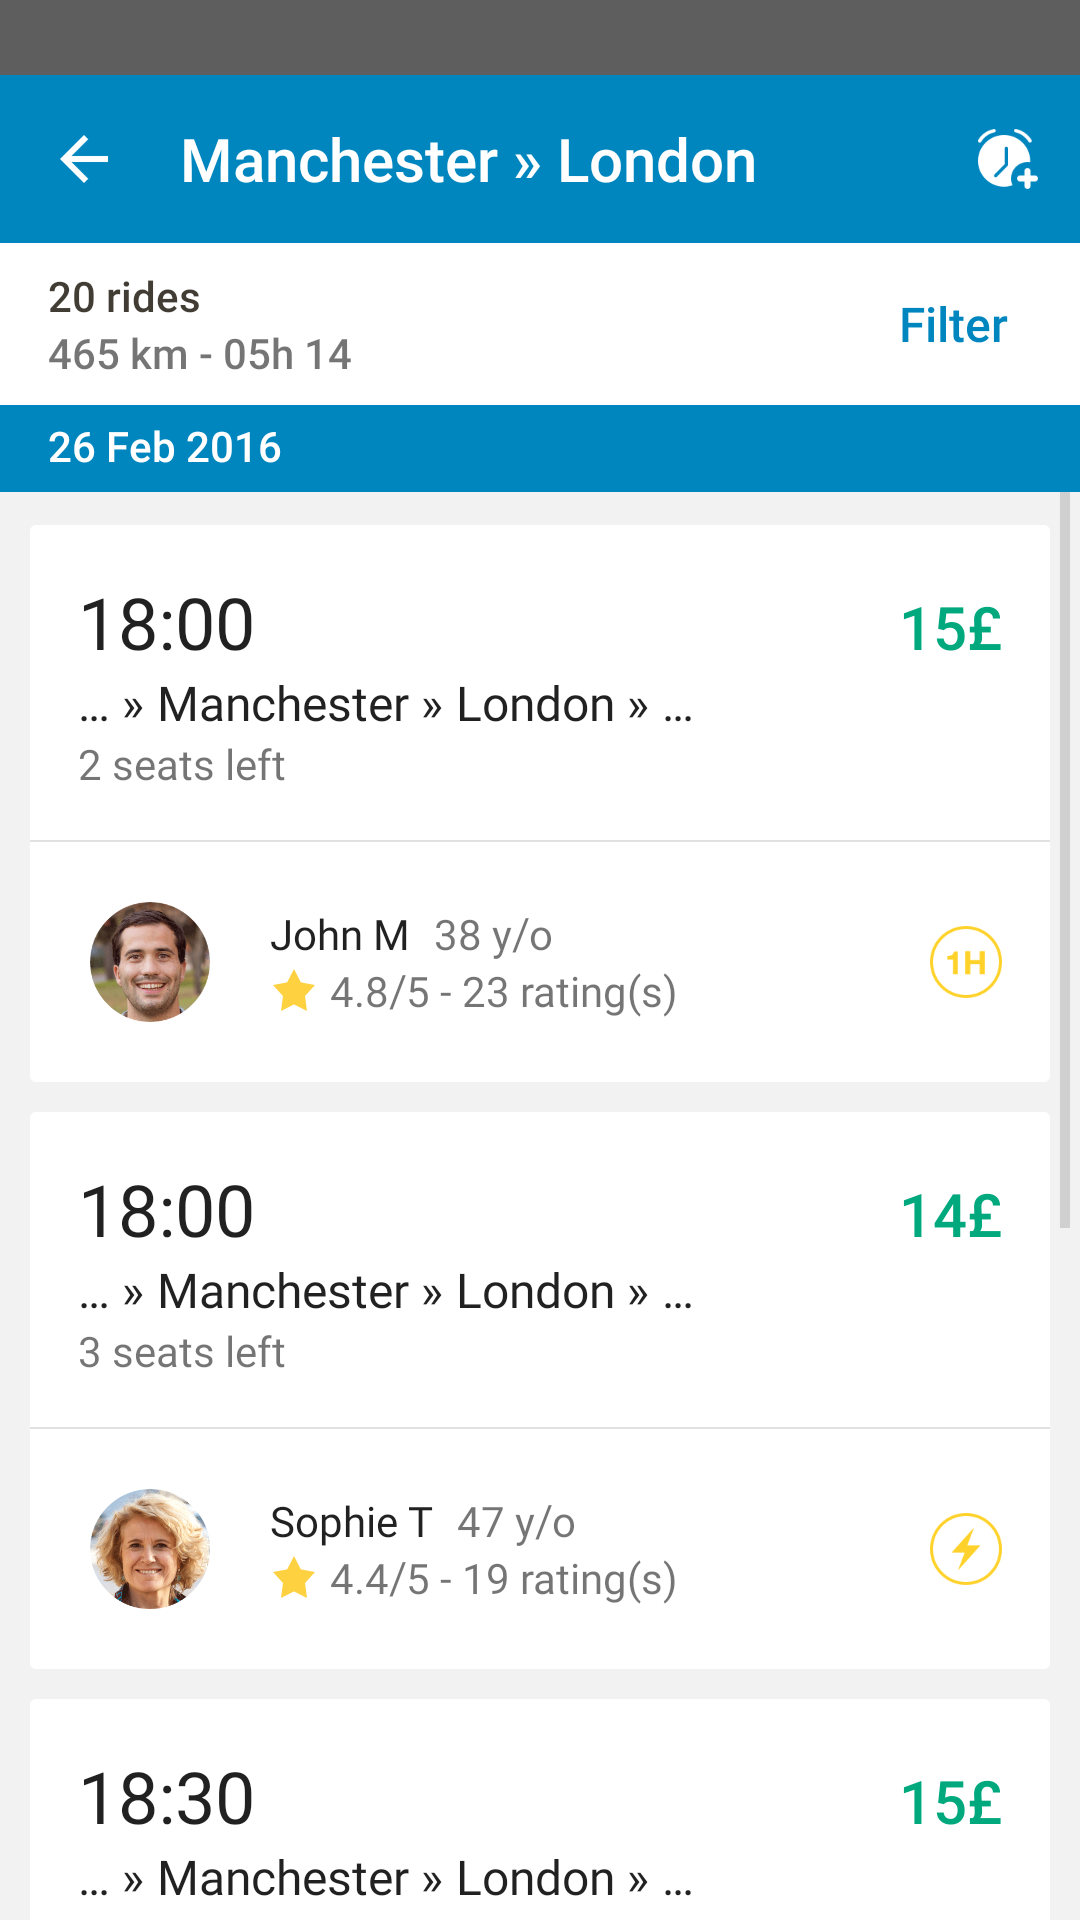 Manchester » London
20 rides
465 km - 05h 14
Filter
26 Feb 2016
18:00
15£
... » Manchester » London » ...
2 seats left
John M 38 y/o
4.8/5 - 23 rating(s)
1H
18:00
14£
... » Manchester » London » ...
3 seats left
Sophie T 47 y/o
4.4/5 - 19 rating(s)
18:30
15£
... » Manchester » London » ...